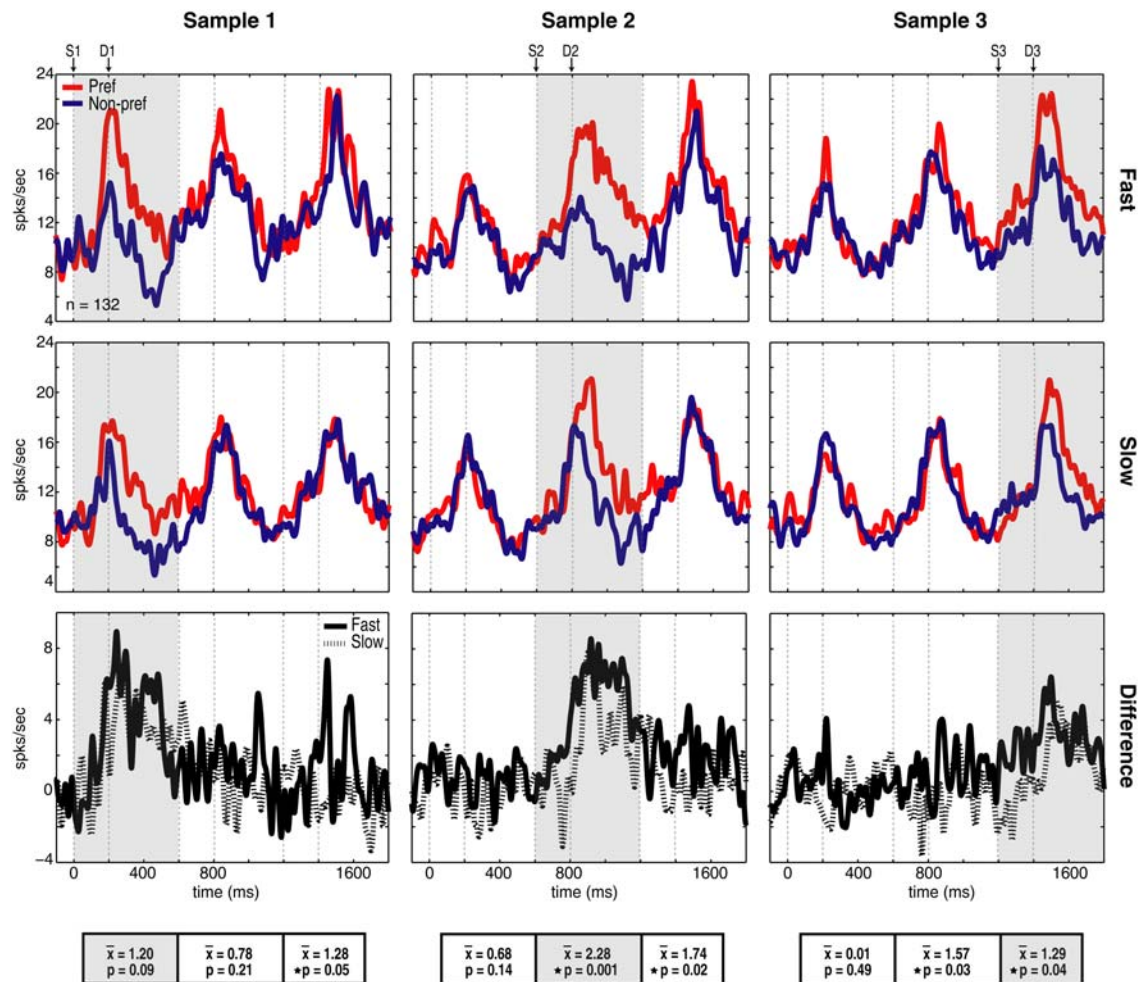 Sample 1 Sample 2 Sample 3
S1 D1 S2 D2 S3 D3
24
20
16
12
8
4
spks/sec
Pref
Non-pref
n = 132
Fast
24
20
16
12
8
4
spks/sec
Slow
8
4
0
−4
spks/sec
Fast
Slow
Difference
0 400 800 1600 0 400 800 1600 0 400 800 1600
time (ms) time (ms) time (ms)
x̄ = 1.20 x̄ = 0.78 x̄ = 1.28 x̄ = 0.68 x̄ = 2.28 x̄ = 1.74 x̄ = 0.01 x̄ = 1.57 x̄ = 1.29
p = 0.09 p = 0.21 ★p = 0.05 p = 0.14 ★p = 0.001 ★p = 0.02 p = 0.49 ★p = 0.03 ★p = 0.04